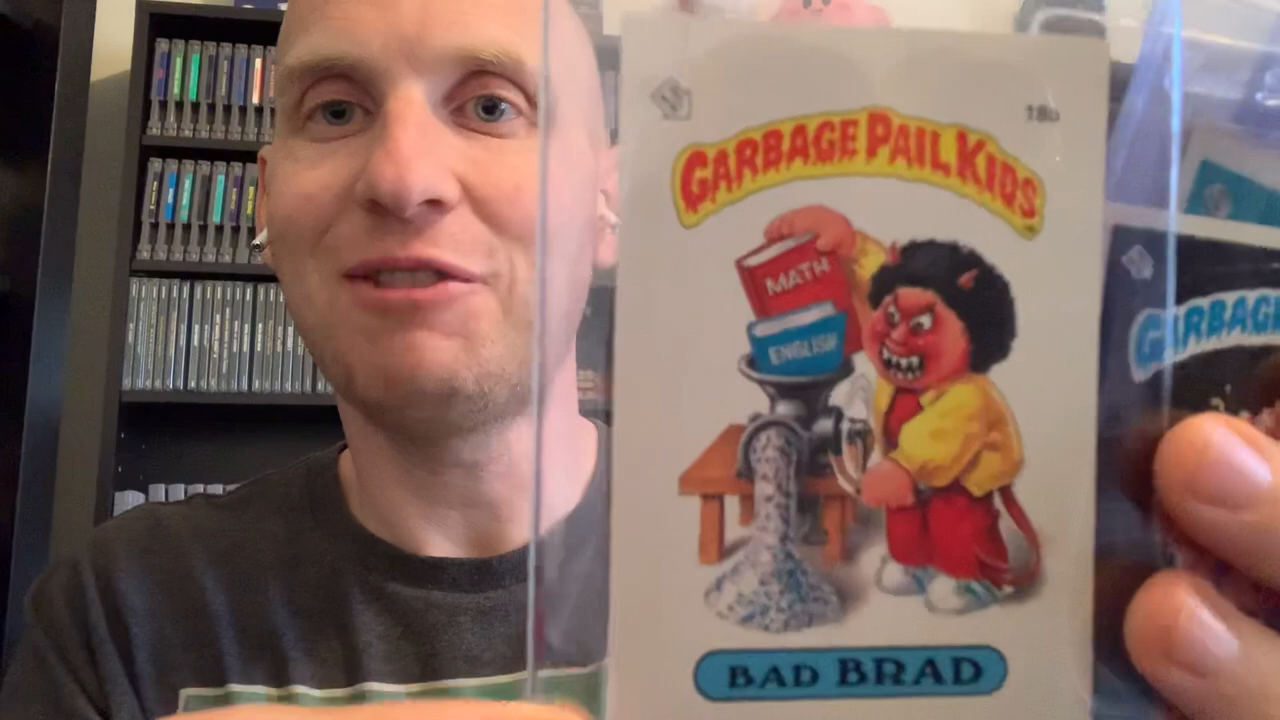 18b
GARBAGE PAIL KIDS
MATH
ENGLISH
BAD BRAD
GARBAGE